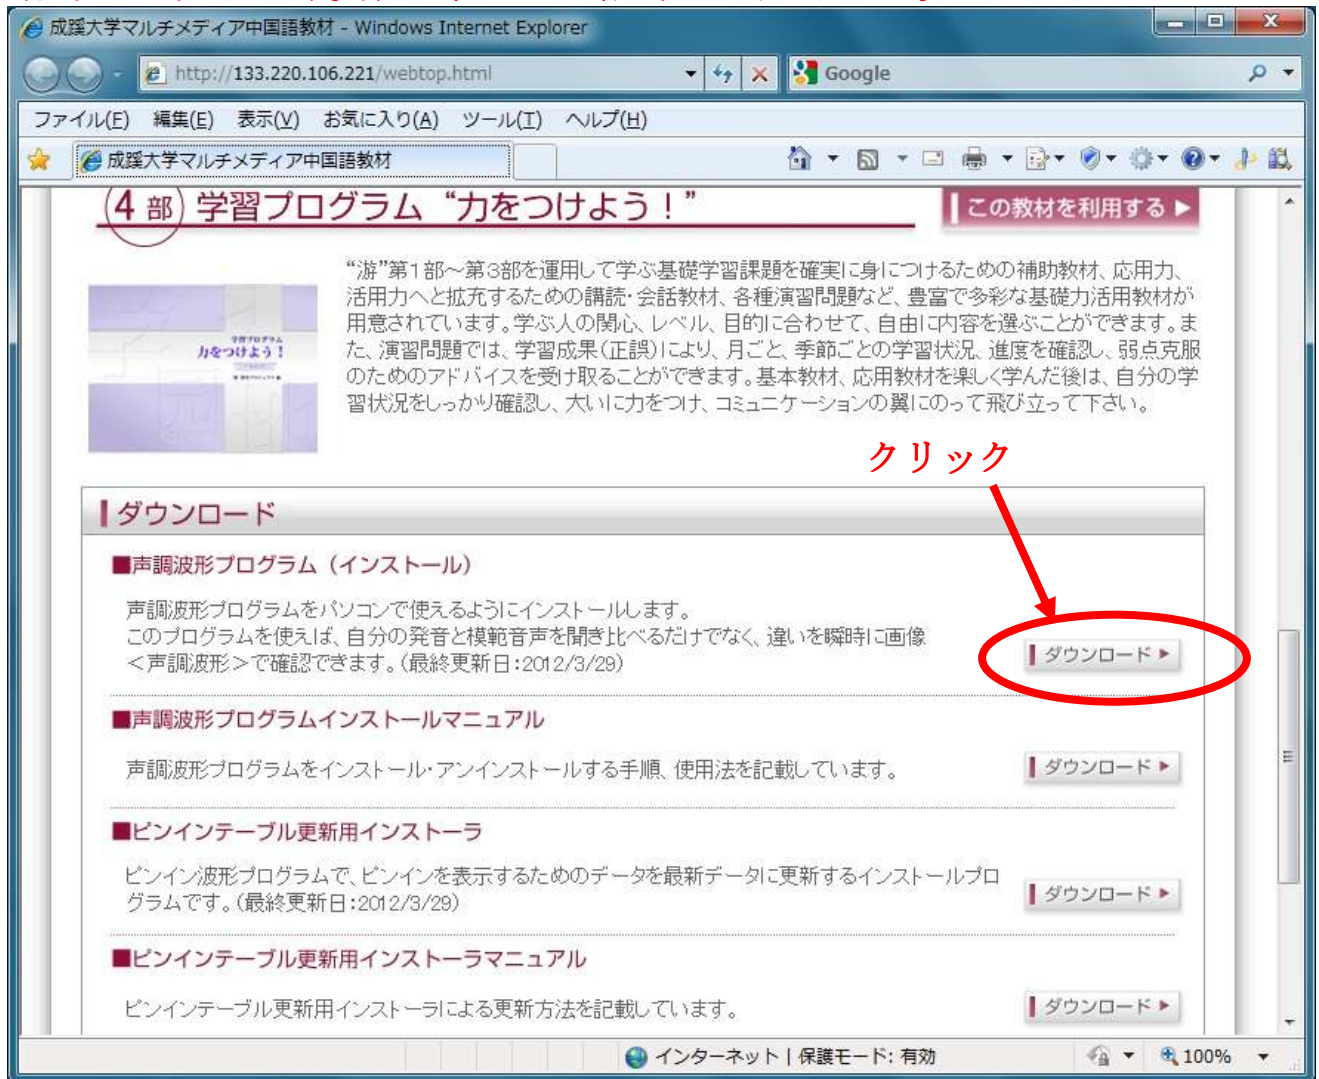 成蹊大学マルチメディア中国語教材 - Windows Internet Explorer
http://133.220.106.221/webtop.html
Google
ファイル(F) 編集(E) 表示(V) お気に入り(A) ツール(T) ヘルプ(H)
成蹊大学マルチメディア中国語教材
4部 学習プログラム “力をつけよう！”
この教材を利用する ▶
“游”第1部～第3部を運用して学ぶ基礎学習課題を確実に身につけるための補助教材、応用力、
活用力へと拡充するための講読・会話教材、各種演習問題など、豊富で多彩な基礎力活用教材が
用意されています。学ぶ人の関心、レベル、目的に合わせて、自由に内容を選ぶことができます。ま
た、演習問題では、学習成果(正誤)により、月ごと、季節ごとの学習状況、進度を確認し、弱点克服
のためのアドバイスを受け取ることができます。基本教材、応用教材を楽しく学んだ後は、自分の学
習状況をしっかり確認し、大いに力をつけ、コミュニケーションの翼にのって飛び立って下さい。
学習プログラム
力をつけよう！
クリック
ダウンロード
■声調波形プログラム（インストール）
声調波形プログラムをパソコンで使えるようにインストールします。
このプログラムを使えば、自分の発音と模範音声を聞き比べるだけでなく、違いを瞬時に画像
＜声調波形＞で確認できます。(最終更新日:2012/3/29)
ダウンロード ▶
■声調波形プログラムインストールマニュアル
声調波形プログラムをインストール・アンインストールする手順、使用法を記載しています。
ダウンロード ▶
■ピンインテーブル更新用インストーラ
ピンイン波形プログラムで、ピンインを表示するためのデータを最新データに更新するインストールプロ
グラムです。(最終更新日:2012/3/29)
ダウンロード ▶
■ピンインテーブル更新用インストーラマニュアル
ピンインテーブル更新用インストーラによる更新方法を記載しています。
ダウンロード ▶
インターネット | 保護モード: 有効
100%